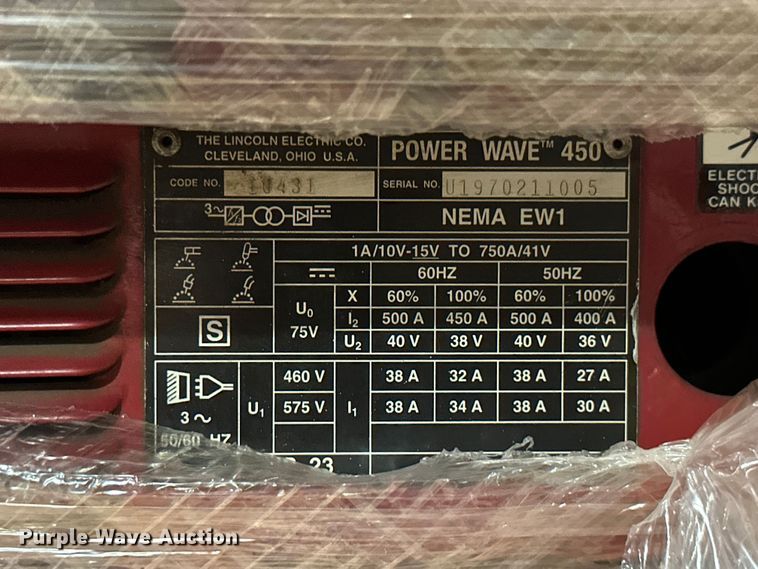 THE LINCOLN ELECTRIC CO.
CLEVELAND, OHIO U.S.A.
POWER WAVE™ 450
CODE NO. 10431
SERIAL NO. U1970211005
3~
NEMA EW1
1A/10V-15V TO 750A/41V
60HZ 50HZ
U0 75V
X 60% 100% 60% 100%
I2 500 A 450 A 500 A 400 A
U2 40 V 38 V 40 V 36 V
S
3~
50/60 HZ
U1 I1
460 V 38 A 32 A 38 A 27 A
575 V 38 A 34 A 38 A 30 A
23
ELECT
SHOC
CAN K
Purple Wave Auction